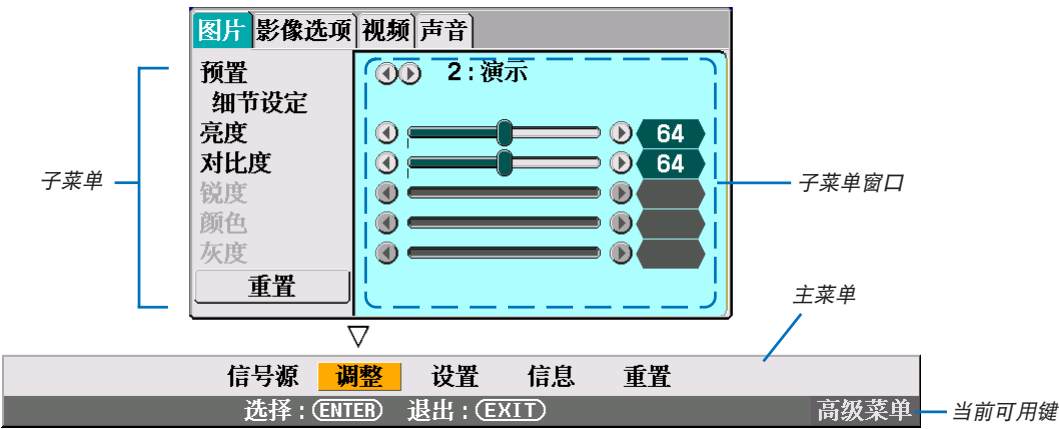 图片 影像选项 视频 声音
预置 2:演示
细节设定
亮度 64
对比度 64
锐度
颜色
灰度
重置
子菜单
子菜单窗口
主菜单
信号源 调整 设置 信息 重置
选择:ENTER 退出:EXIT 高级菜单
当前可用键